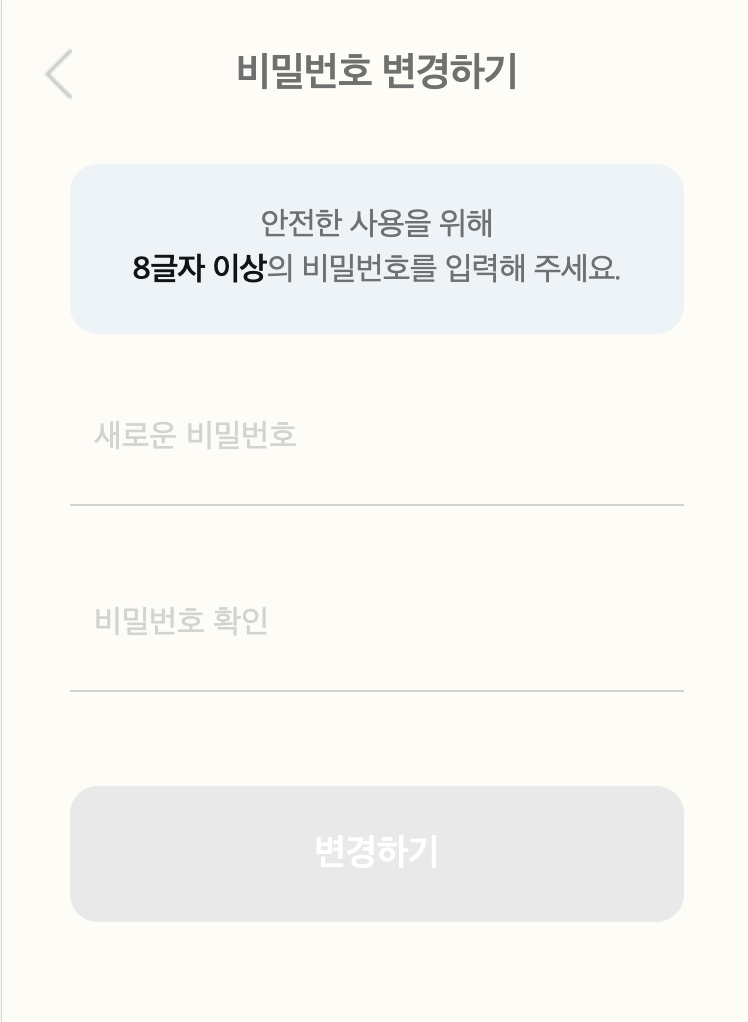 비밀번호 변경하기
안전한 사용을 위해
8글자 이상의 비밀번호를 입력해 주세요.
새로운 비밀번호
비밀번호 확인
변경하기